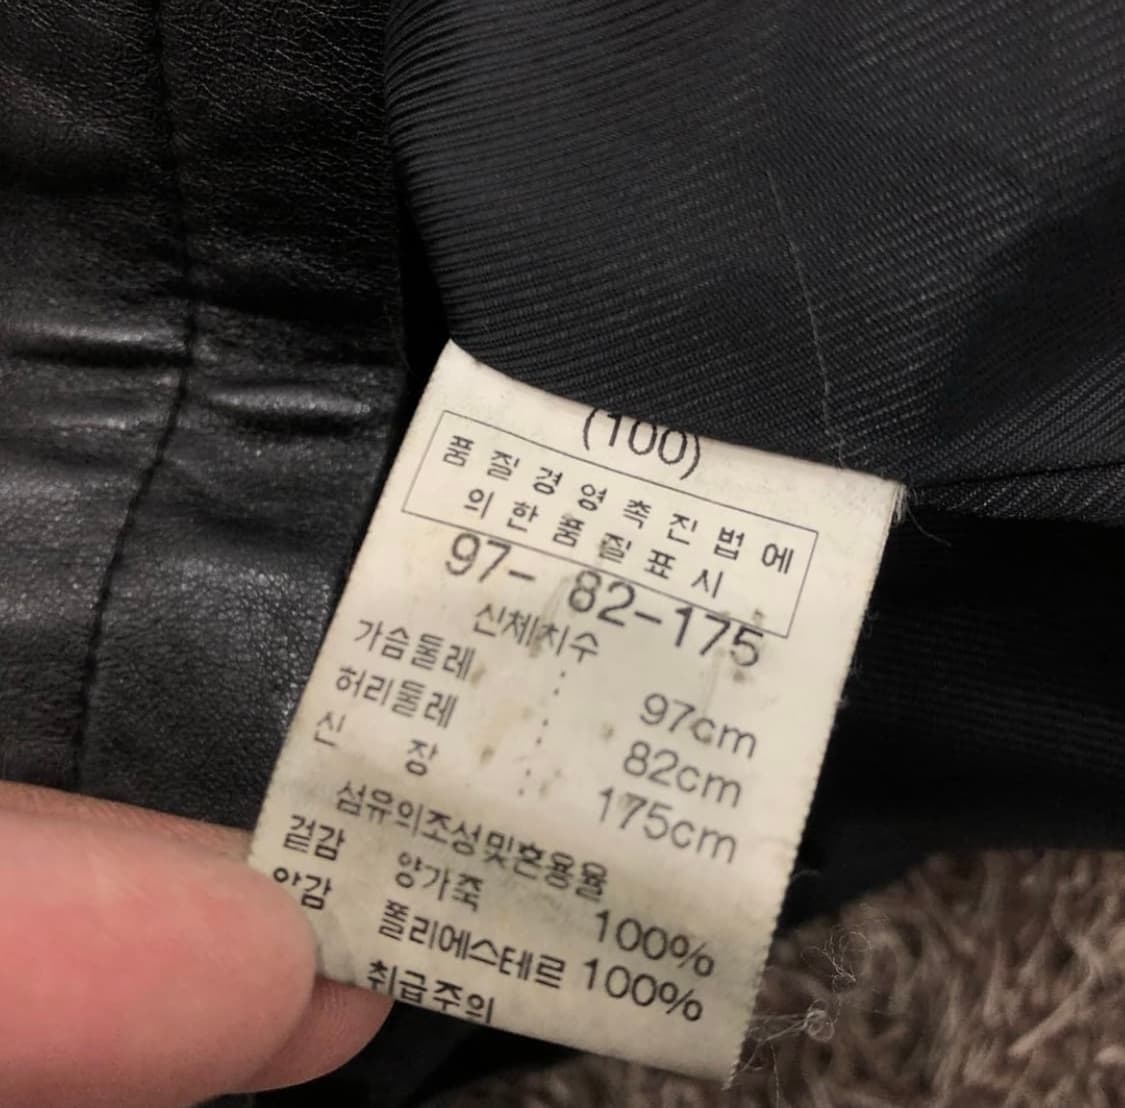 (100)
품질경영촉진법에
의한품질표시
97- 82-175
신체치수
가슴둘레 : 97cm
허리둘레 : 82cm
신 장 : 175cm
섬유의조성및혼용율
겉감 양가죽 100%
안감 폴리에스테르 100%
취급주의